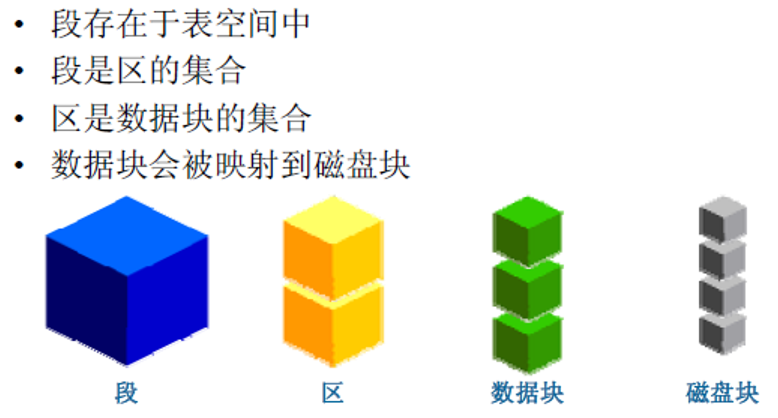 • 段存在于表空间中
• 段是区的集合
• 区是数据块的集合
• 数据块会被映射到磁盘块
段 区 数据块 磁盘块